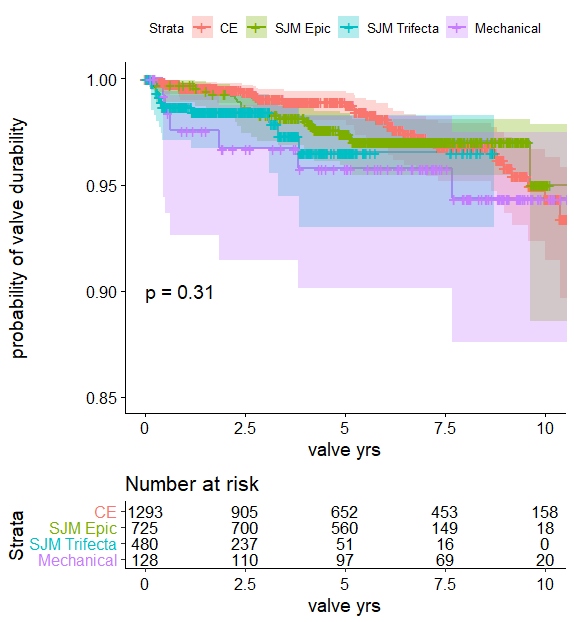 Strata CE SJM Epic SJM Trifecta Mechanical
probability of valve durability
1.00
0.95
0.90
0.85
p = 0.31
0 2.5 5 7.5 10
valve yrs
Number at risk
Strata
CE 1293 905 652 453 158
SJM Epic 725 700 560 149 18
SJM Trifecta 480 237 51 16 0
Mechanical 128 110 97 69 20
0 2.5 5 7.5 10
valve yrs